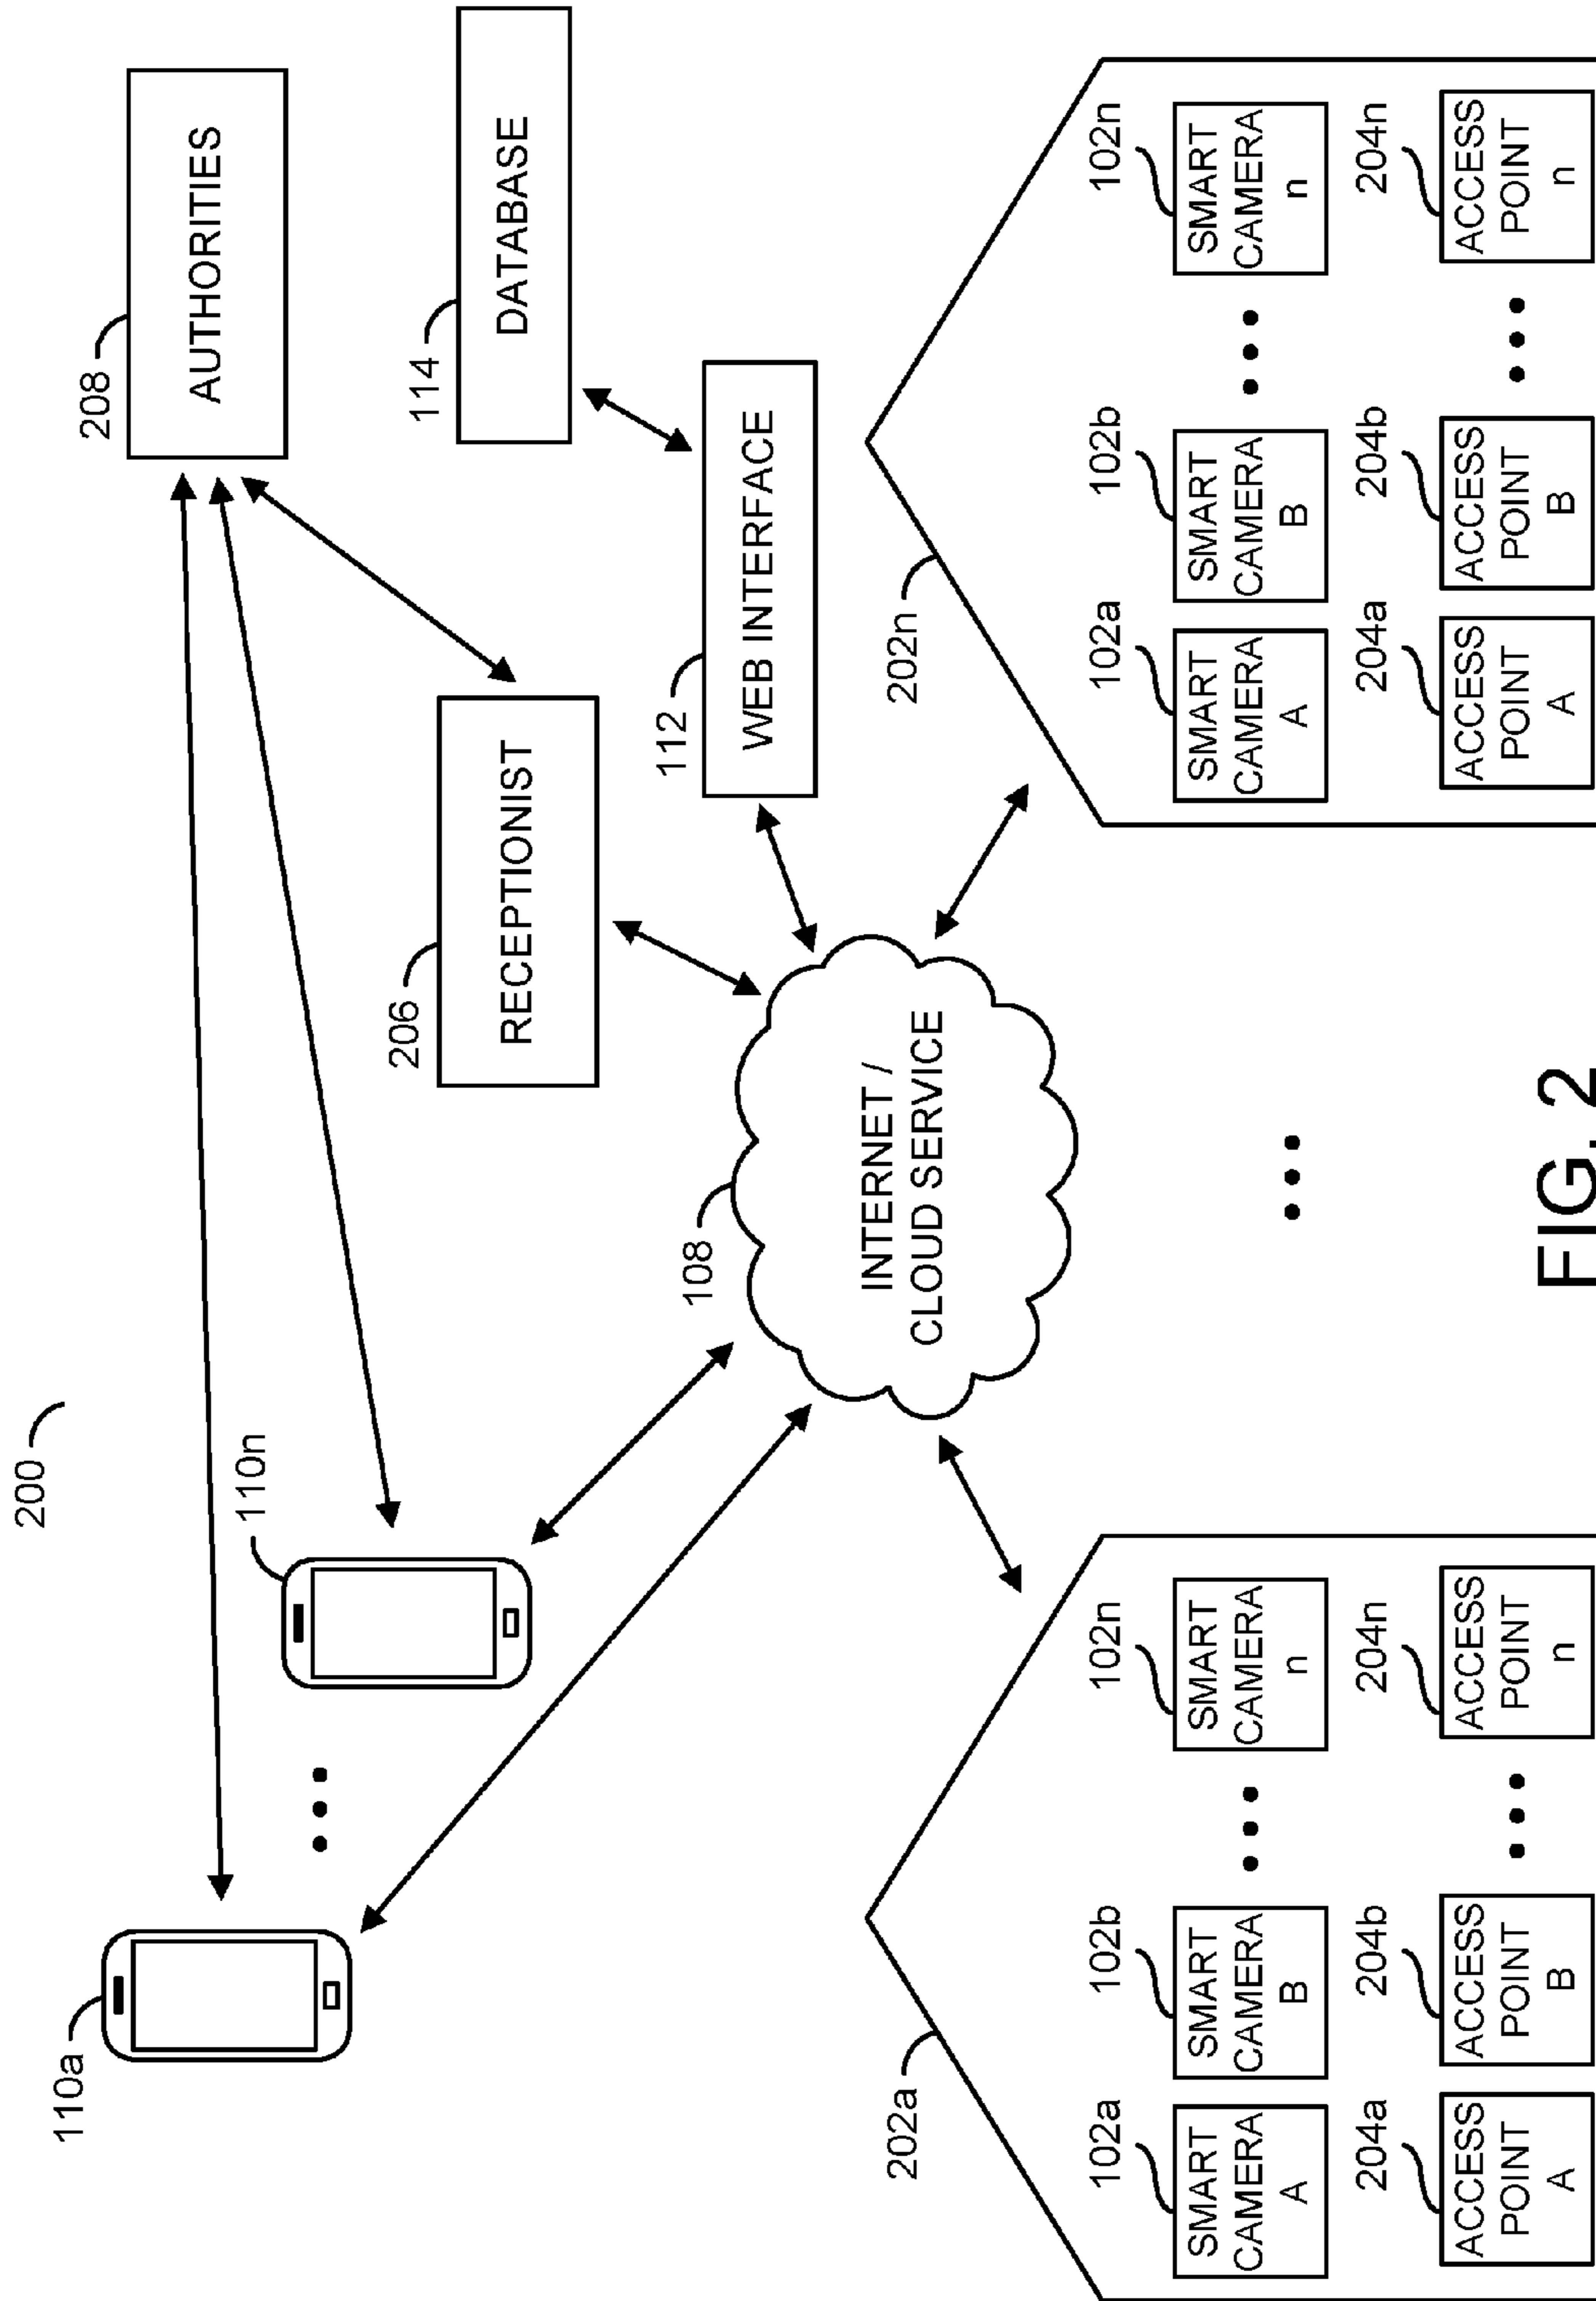 200
110a
110n
208
AUTHORITIES
206
RECEPTIONIST
114
DATABASE
108
INTERNET /
CLOUD SERVICE
112
WEB INTERFACE
202a
102a
SMART
CAMERA
A
102b
SMART
CAMERA
B
102n
SMART
CAMERA
n
204a
ACCESS
POINT
A
204b
ACCESS
POINT
B
204n
ACCESS
POINT
n
202n
102a
SMART
CAMERA
A
102b
SMART
CAMERA
B
102n
SMART
CAMERA
n
204a
ACCESS
POINT
A
204b
ACCESS
POINT
B
204n
ACCESS
POINT
n
FIG. 2